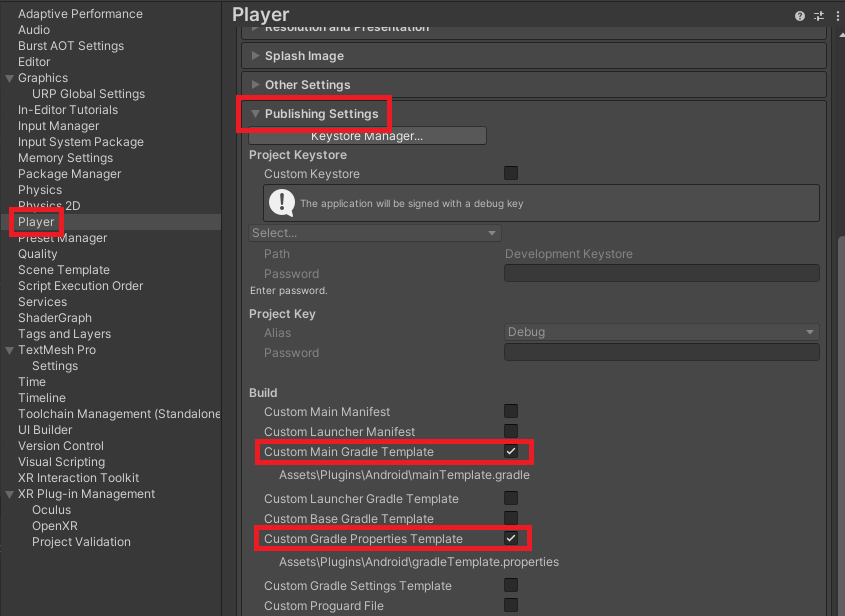 Adaptive Performance
Audio
Burst AOT Settings
Editor
Graphics
URP Global Settings
In-Editor Tutorials
Input Manager
Input System Package
Memory Settings
Package Manager
Physics
Physics 2D
Player
Preset Manager
Quality
Scene Template
Script Execution Order
Services
ShaderGraph
Tags and Layers
TextMesh Pro
Settings
Time
Timeline
Toolchain Management (Standalone
UI Builder
Version Control
Visual Scripting
XR Interaction Toolkit
XR Plug-in Management
Oculus
OpenXR
Project Validation
Player
Resolution and Presentation
Splash Image
Other Settings
Publishing Settings
Keystore Manager...
Project Keystore
Custom Keystore
The application will be signed with a debug key
Select...
Path Development Keystore
Password
Enter password.
Project Key
Alias Debug
Password
Build
Custom Main Manifest
Custom Launcher Manifest
Custom Main Gradle Template
Assets\Plugins\Android\mainTemplate.gradle
Custom Launcher Gradle Template
Custom Base Gradle Template
Custom Gradle Properties Template
Assets\Plugins\Android\gradleTemplate.properties
Custom Gradle Settings Template
Custom Proguard File